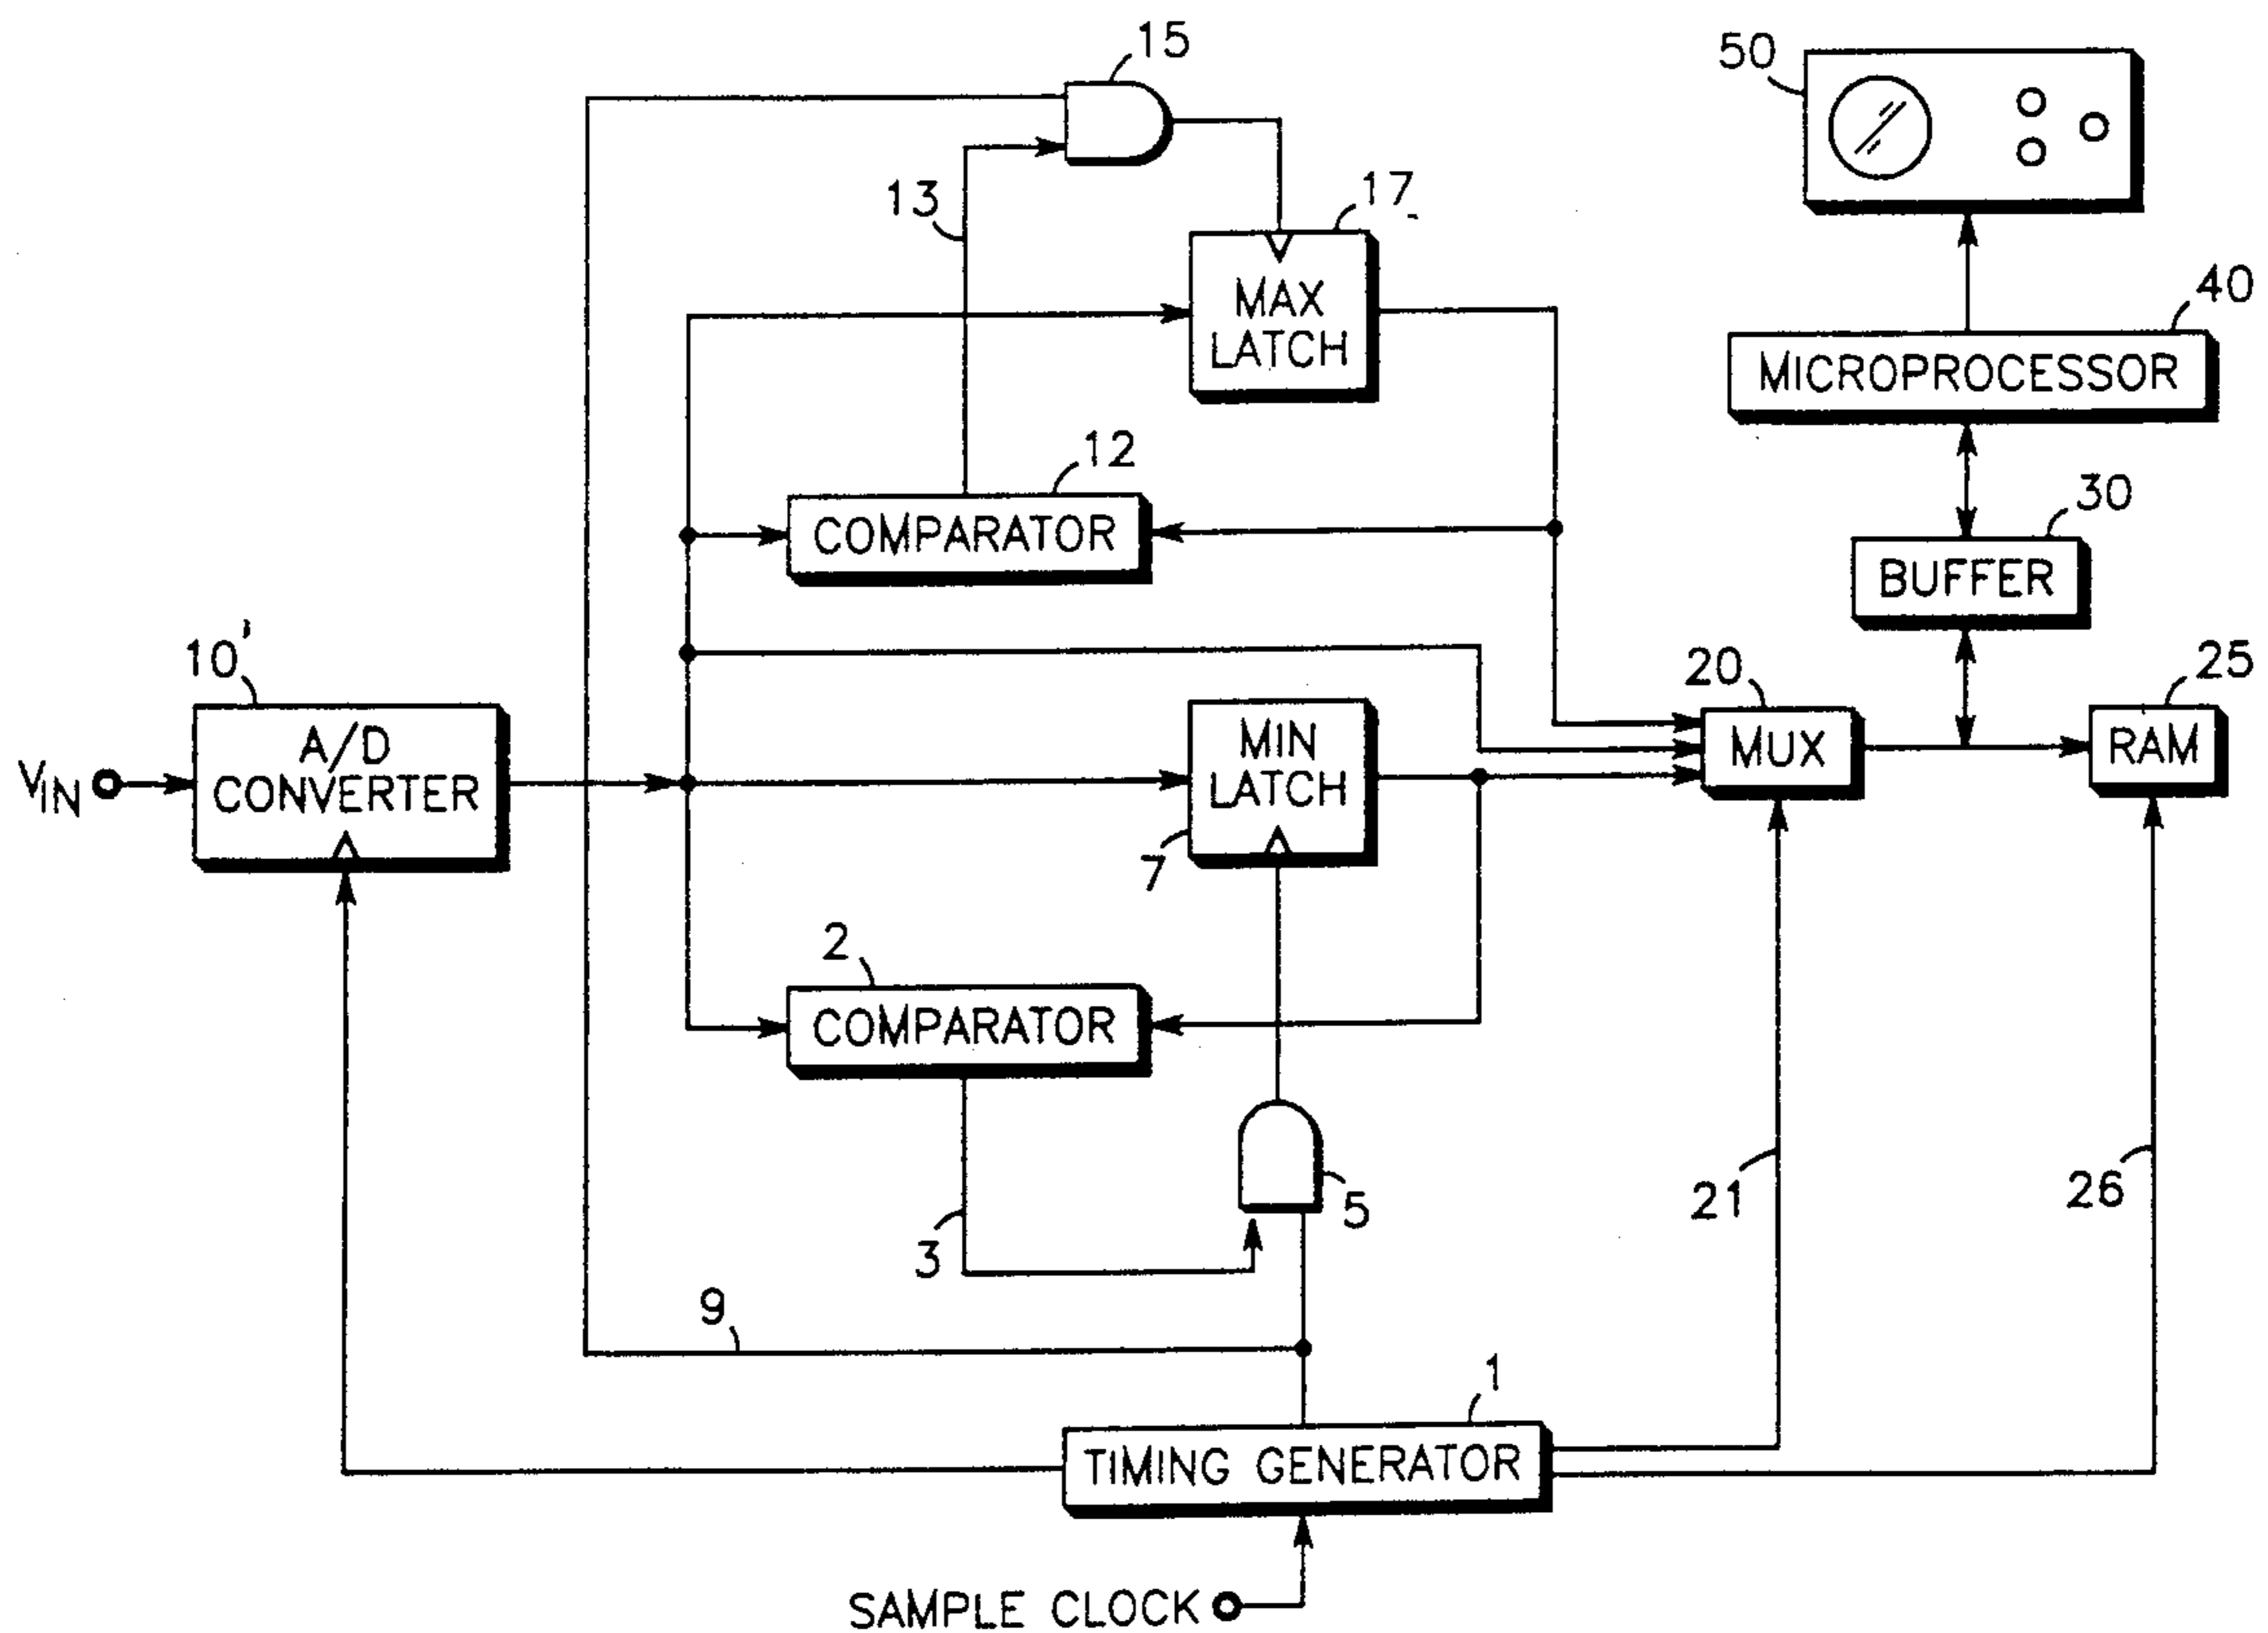 15
50
13
17
MAX
LATCH
40
MICROPROCESSOR
12
COMPARATOR
30
BUFFER
10'
A/D
CONVERTER
VIN
MIN
LATCH
7
20
MUX
25
RAM
2
COMPARATOR
3
5
21
26
9
1
TIMING GENERATOR
SAMPLE CLOCK